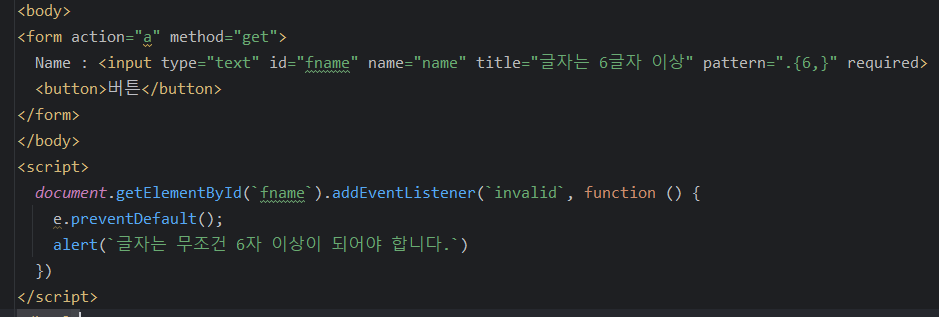 <body>
<form action="a" method="get">
Name : <input type="text" id="fname" name="name" title="글자는 6글자 이상" pattern=".{6,}" required>
<button>버튼</button>
</form>
</body>
<script>
document.getElementById(`fname`).addEventListener(`invalid`, function () {
e.preventDefault();
alert(`글자는 무조건 6자 이상이 되어야 합니다.`)
})
</script>